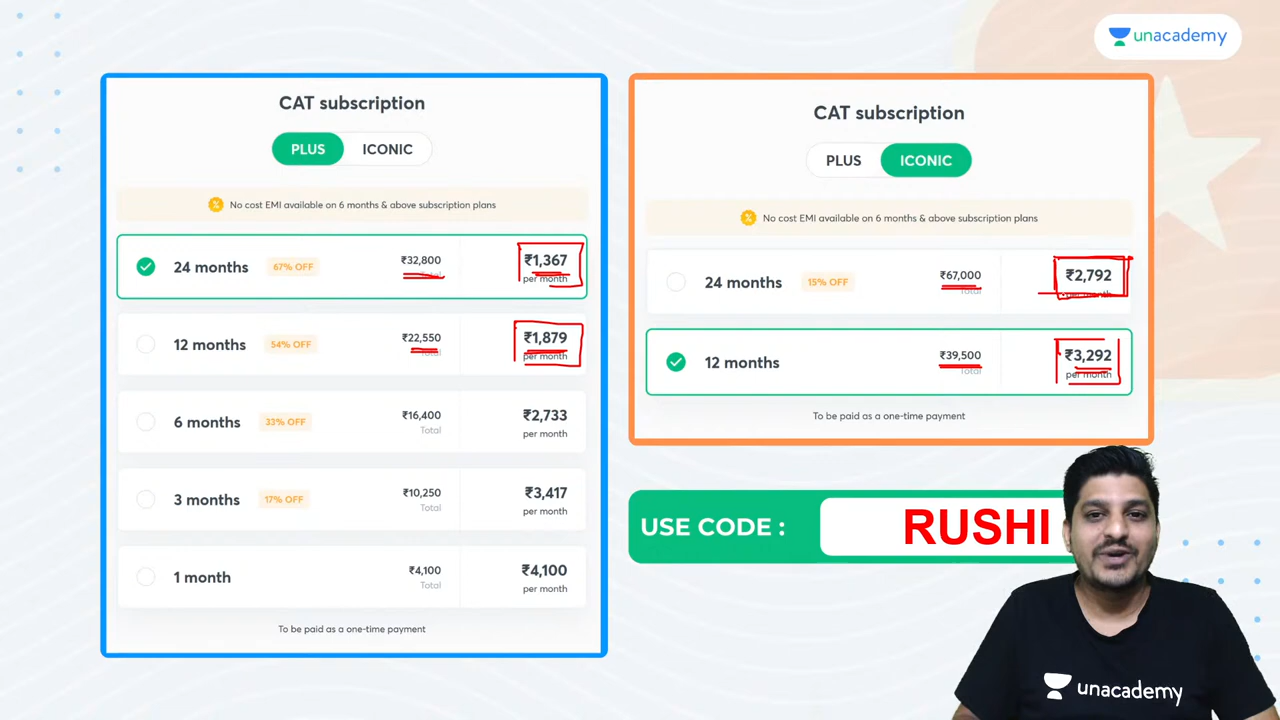 unacademy
CAT subscription
PLUS ICONIC
No cost EMI available on 6 months & above subscription plans
24 months 67% OFF ₹32,800 ₹1,367
Total per month
12 months 54% OFF ₹22,550 ₹1,879
Total per month
6 months 33% OFF ₹16,400 ₹2,733
Total per month
3 months 17% OFF ₹10,250 ₹3,417
Total per month
1 month ₹4,100 ₹4,100
Total per month
To be paid as a one-time payment
CAT subscription
PLUS ICONIC
No cost EMI available on 6 months & above subscription plans
24 months 15% OFF ₹67,000 ₹2,792
Total per month
12 months ₹39,500 ₹3,292
Total per month
To be paid as a one-time payment
USE CODE : RUSHI
unacademy